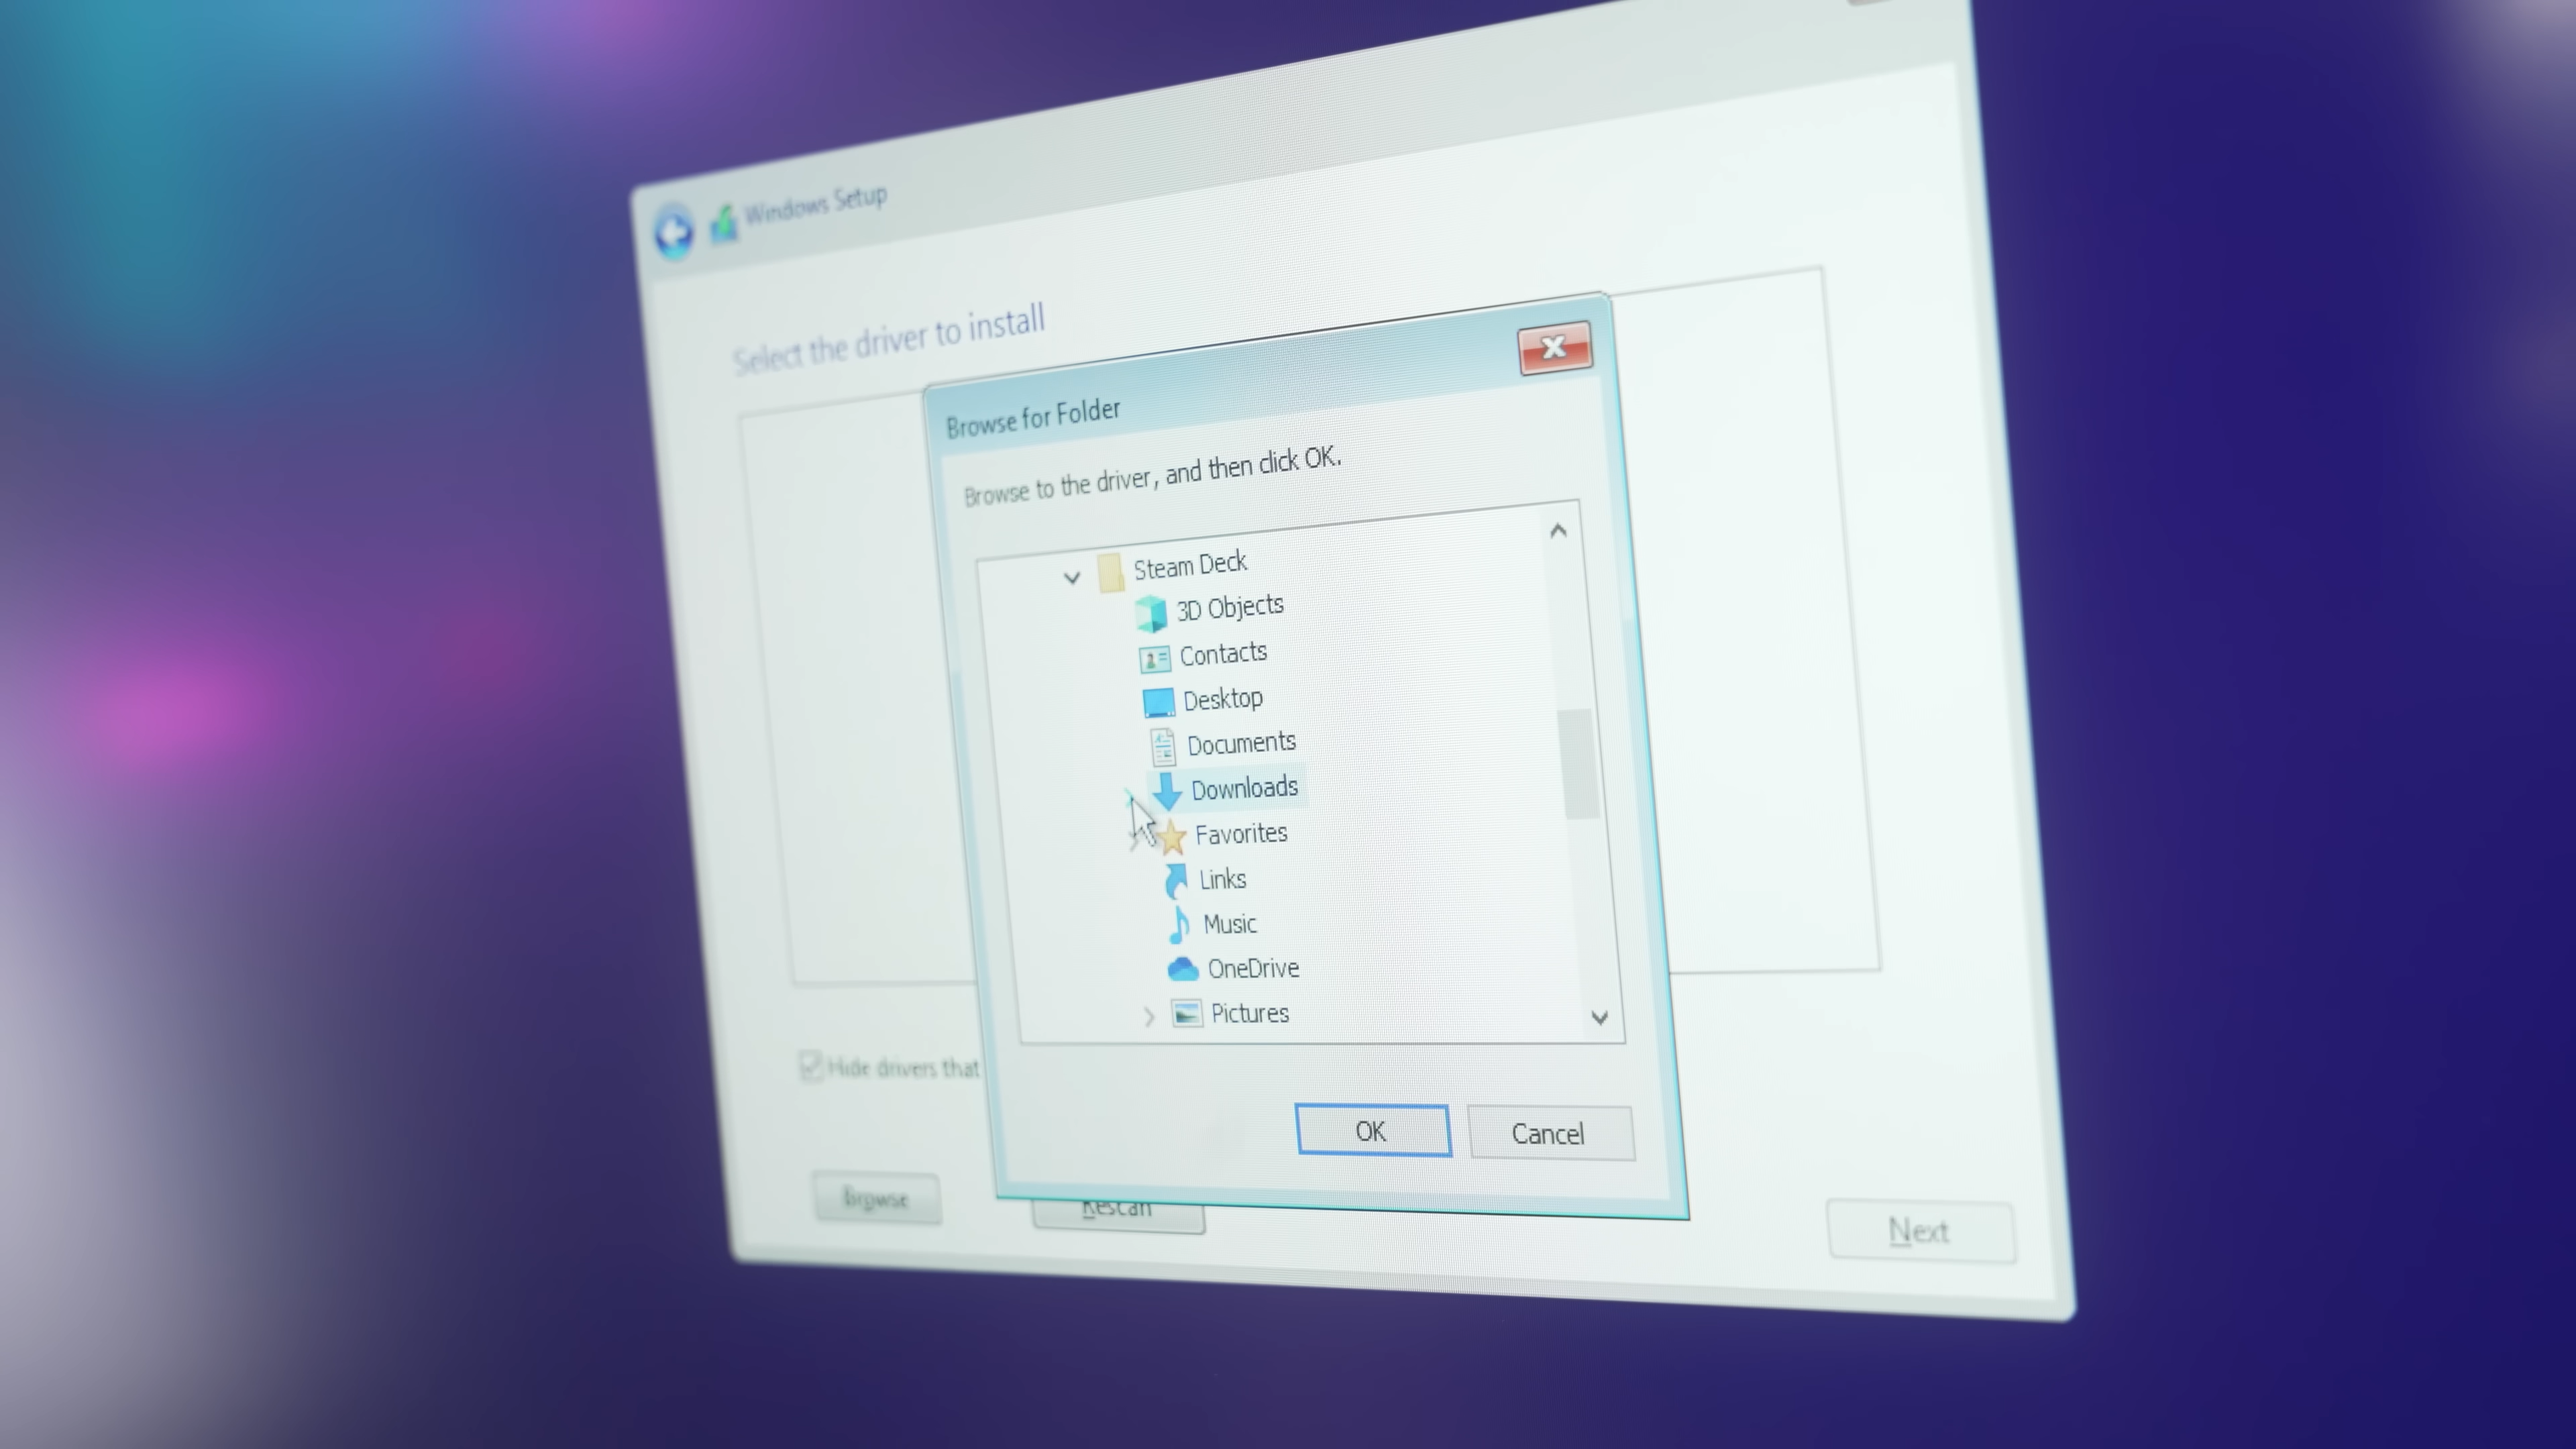 Windows Setup
Select the driver to install
Browse for Folder
Browse to the driver, and then click OK.
Steam Deck
3D Objects
Contacts
Desktop
Documents
Downloads
Favorites
Links
Music
OneDrive
Pictures
Hide drivers that
OK
Cancel
Browse
Rescan
Next